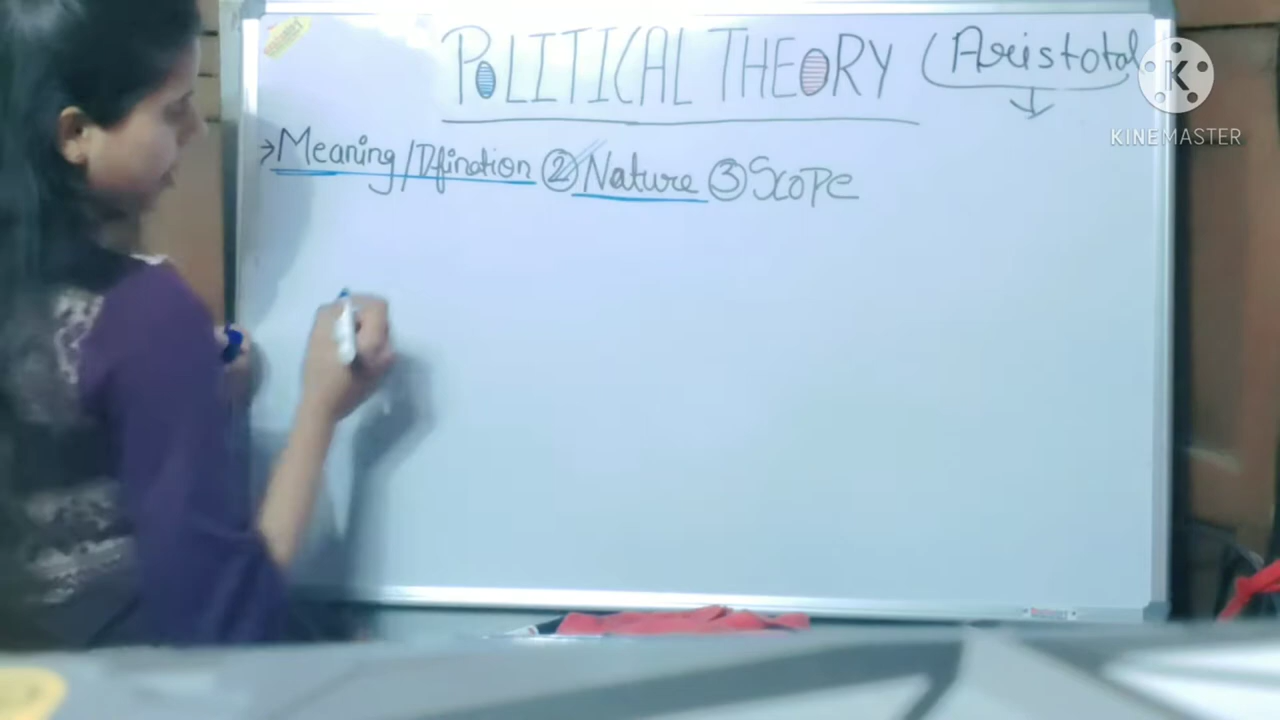 POLITICAL THEORY (Aristotal
→Meaning/Dfination ② Nature ③ Scope
K
KINEMASTER